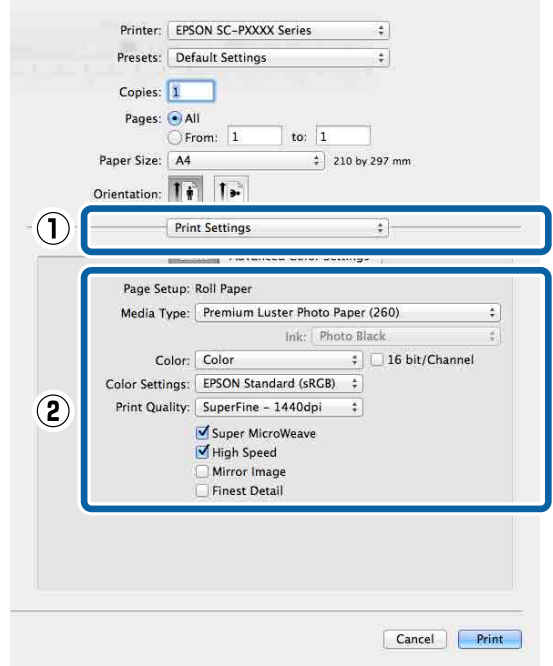 Printer: EPSON SC-PXXXX Series
Presets: Default Settings
Copies: 1
Pages: All
From: 1 to: 1
Paper Size: A4 210 by 297 mm
Orientation:
① Print Settings
Advanced Color Settings
②
Page Setup: Roll Paper
Media Type: Premium Luster Photo Paper (260)
Ink: Photo Black
Color: Color 16 bit/Channel
Color Settings: EPSON Standard (sRGB)
Print Quality: SuperFine - 1440dpi
Super MicroWeave
High Speed
Mirror Image
Finest Detail
Cancel Print